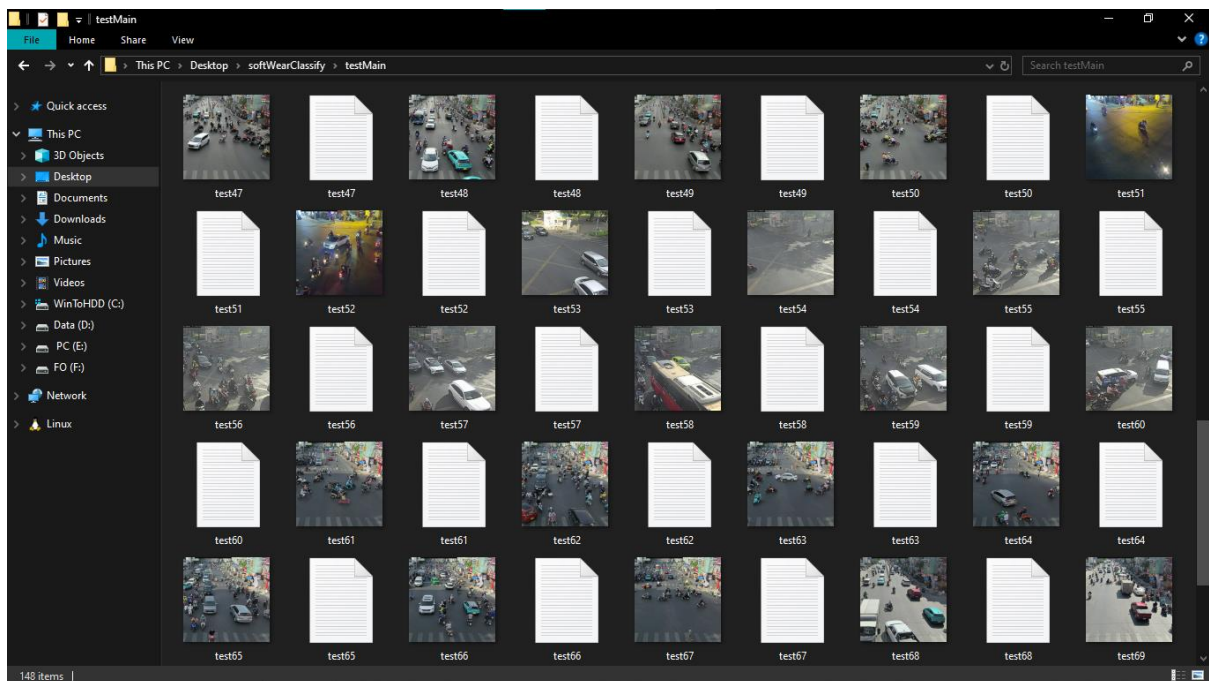 testMain
File Home Share View
This PC > Desktop > softWearClassify > testMain
Search testMain
Quick access
This PC
3D Objects
Desktop
Documents
Downloads
Music
Pictures
Videos
WinToHDD (C:)
Data (D:)
PC (E:)
FO (F:)
Network
Linux
test47 test47 test48 test48 test49 test49 test50 test50 test51
test51 test52 test52 test53 test53 test54 test54 test55 test55
test56 test56 test57 test57 test58 test58 test59 test59 test60
test60 test61 test61 test62 test62 test63 test63 test64 test64
test65 test65 test66 test66 test67 test67 test68 test68 test69
148 items